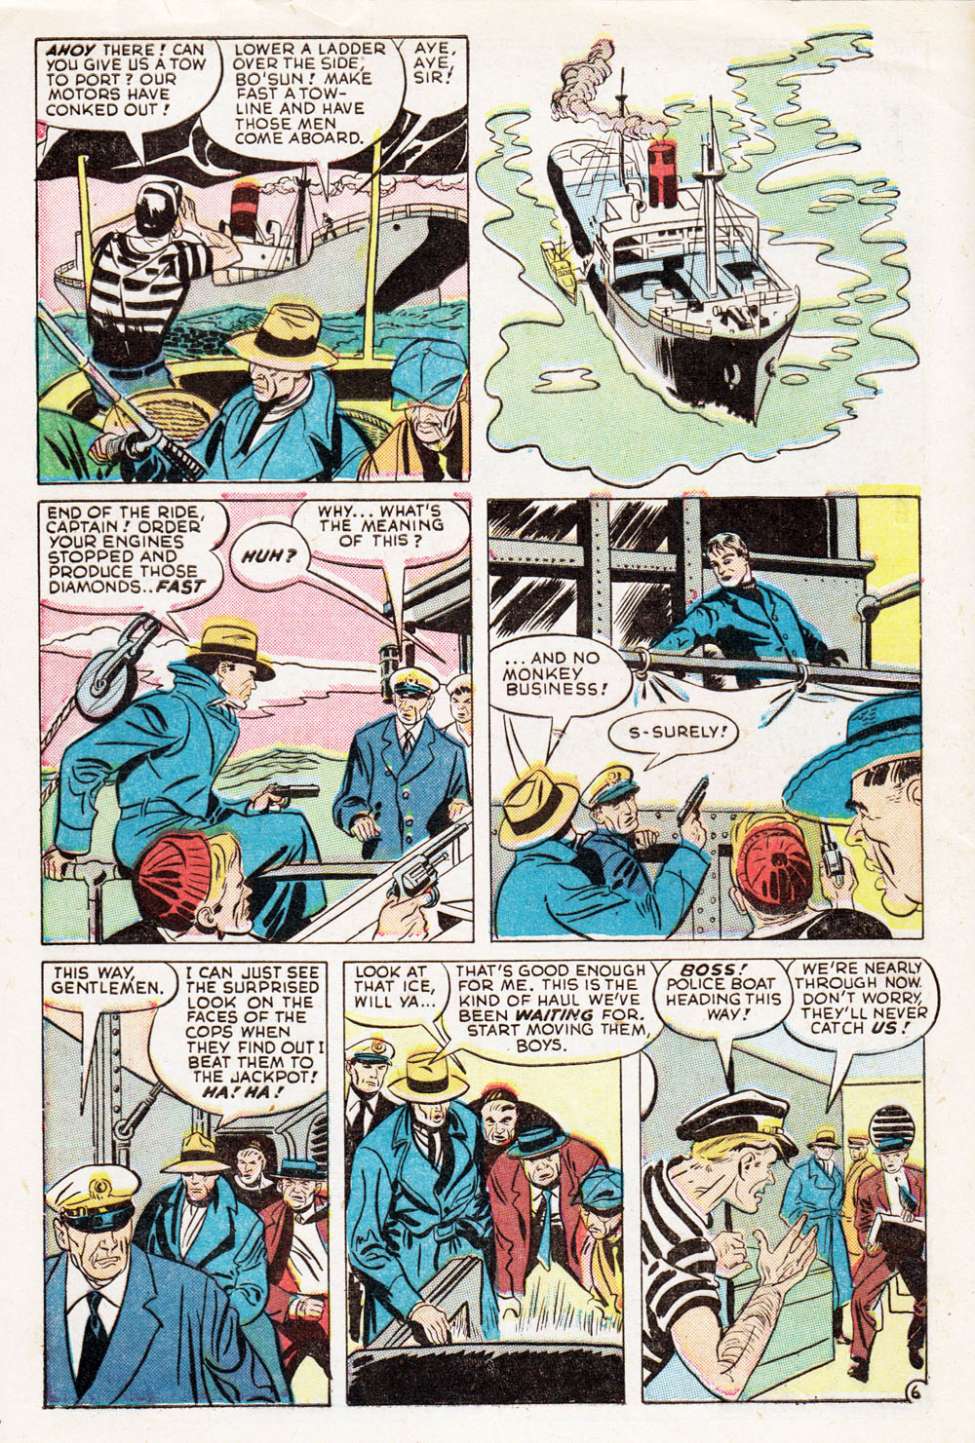 AHOY THERE! CAN
YOU GIVE US A TOW
TO PORT? OUR
MOTORS HAVE
CONKED OUT!
LOWER A LADDER
OVER THE SIDE,
BO'SUN! MAKE
FAST A TOW-
LINE AND HAVE
THOSE MEN
COME ABOARD.
AYE,
AYE,
SIR!
END OF THE RIDE,
CAPTAIN! ORDER
YOUR ENGINES
STOPPED AND
PRODUCE THOSE
DIAMONDS..FAST
HUH?
WHY... WHAT'S
THE MEANING
OF THIS?
...AND NO
MONKEY
BUSINESS!
S-SURELY!
THIS WAY,
GENTLEMEN.
I CAN JUST SEE
THE SURPRISED
LOOK ON THE
FACES OF THE
COPS WHEN
THEY FIND OUT I
BEAT THEM TO
THE JACKPOT!
HA! HA!
LOOK AT
THAT ICE,
WILL YA...
THAT'S GOOD ENOUGH
FOR ME. THIS IS THE
KIND OF HAUL WE'VE
BEEN WAITING FOR.
START MOVING THEM,
BOYS.
BOSS!
POLICE BOAT
HEADING THIS
WAY!
WE'RE NEARLY
THROUGH NOW.
DON'T WORRY,
THEY'LL NEVER
CATCH US!
6